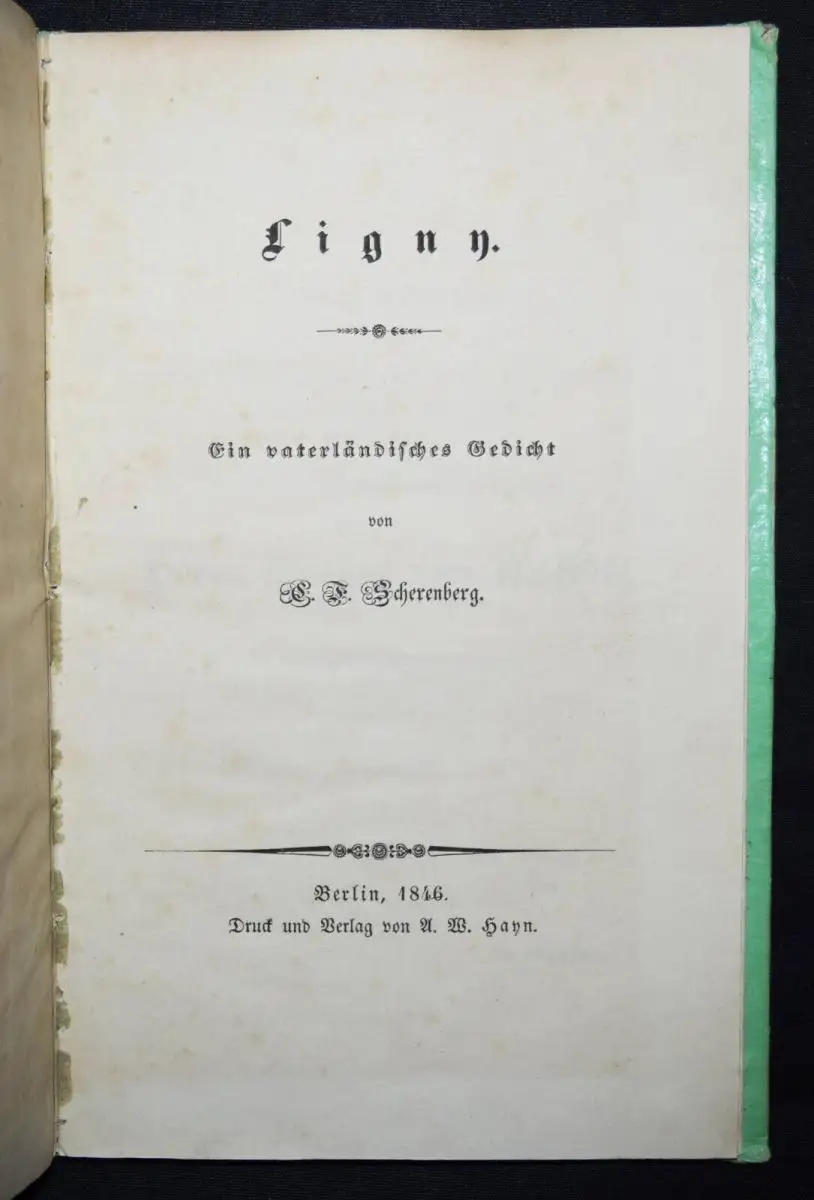 Ligny.
Ein vaterländisches Gedicht
von
C. F. Scherenberg.
Berlin, 1846.
Druck und Verlag von A. W. Hayn.